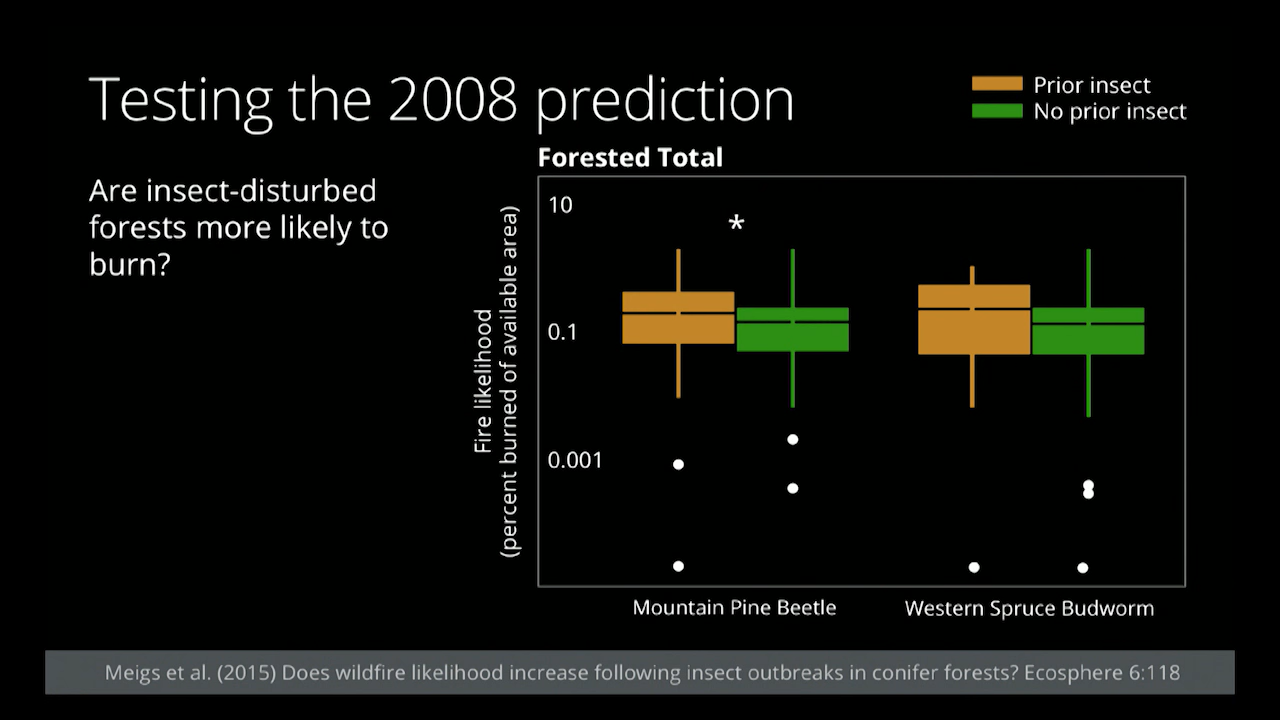 Testing the 2008 prediction
Prior insect
No prior insect
Are insect-disturbed
forests more likely to
burn?
Forested Total
Fire likelihood
(percent burned of available area)
10
*
0.1
0.001
Mountain Pine Beetle
Western Spruce Budworm
Meigs et al. (2015) Does wildfire likelihood increase following insect outbreaks in conifer forests? Ecosphere 6:118